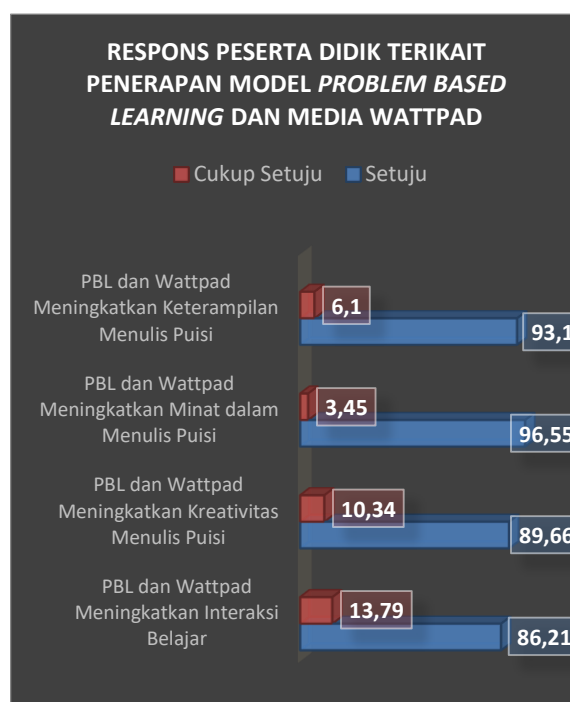 RESPONS PESERTA DIDIK TERIKAIT
PENERAPAN MODEL PROBLEM BASED
LEARNING DAN MEDIA WATTPAD
Cukup Setuju Setuju
PBL dan Wattpad
Meningkatkan Keterampilan
Menulis Puisi
6,1
93,1
PBL dan Wattpad
Meningkatkan Minat dalam
Menulis Puisi
3,45
96,55
PBL dan Wattpad
Meningkatkan Kreativitas
Menulis Puisi
10,34
89,66
PBL dan Wattpad
Meningkatkan Interaksi
Belajar
13,79
86,21